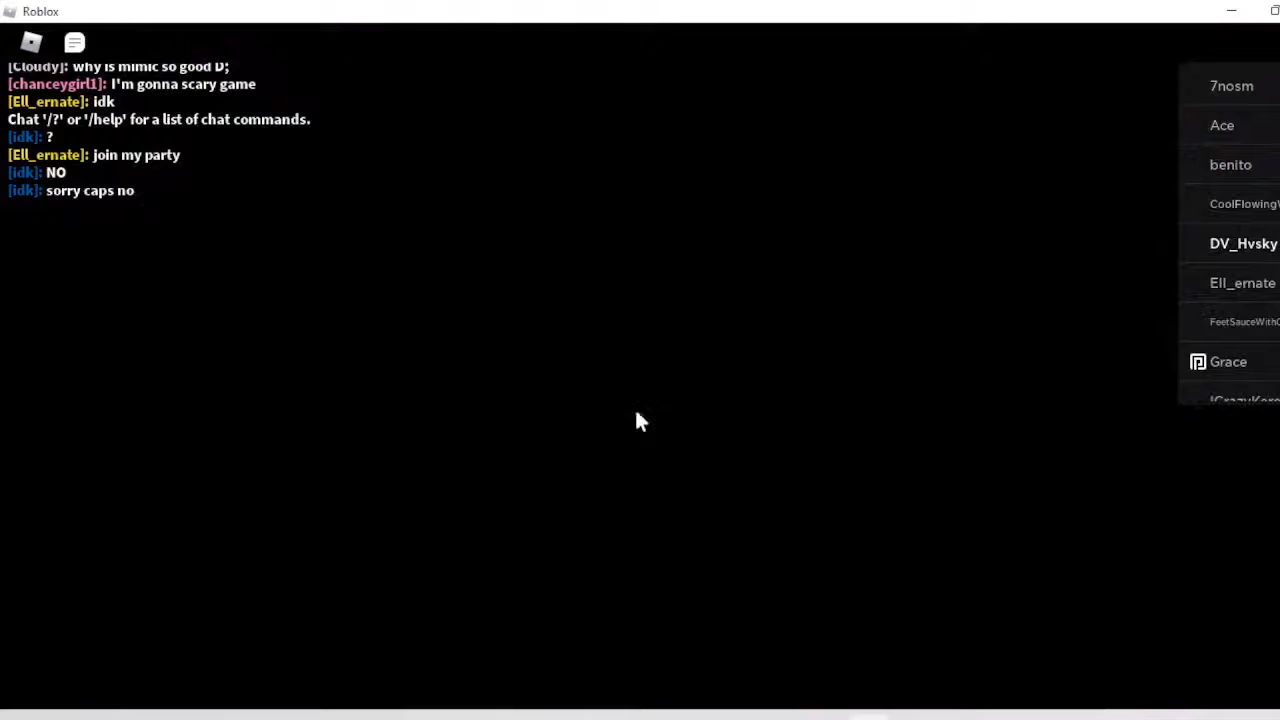 Roblox
[Cloudy]: why is mimic so good D;
[chanceygirl1]: I'm gonna scary game
[Ell_ernate]: idk
Chat '/?' or '/help' for a list of chat commands.
[idk]: ?
[Ell_ernate]: join my party
[idk]: NO
[idk]: sorry caps no
7nosm
Ace
benito
CoolFlowing
DV_Hvsky
Ell_ernate
FeetSauceWith
Grace